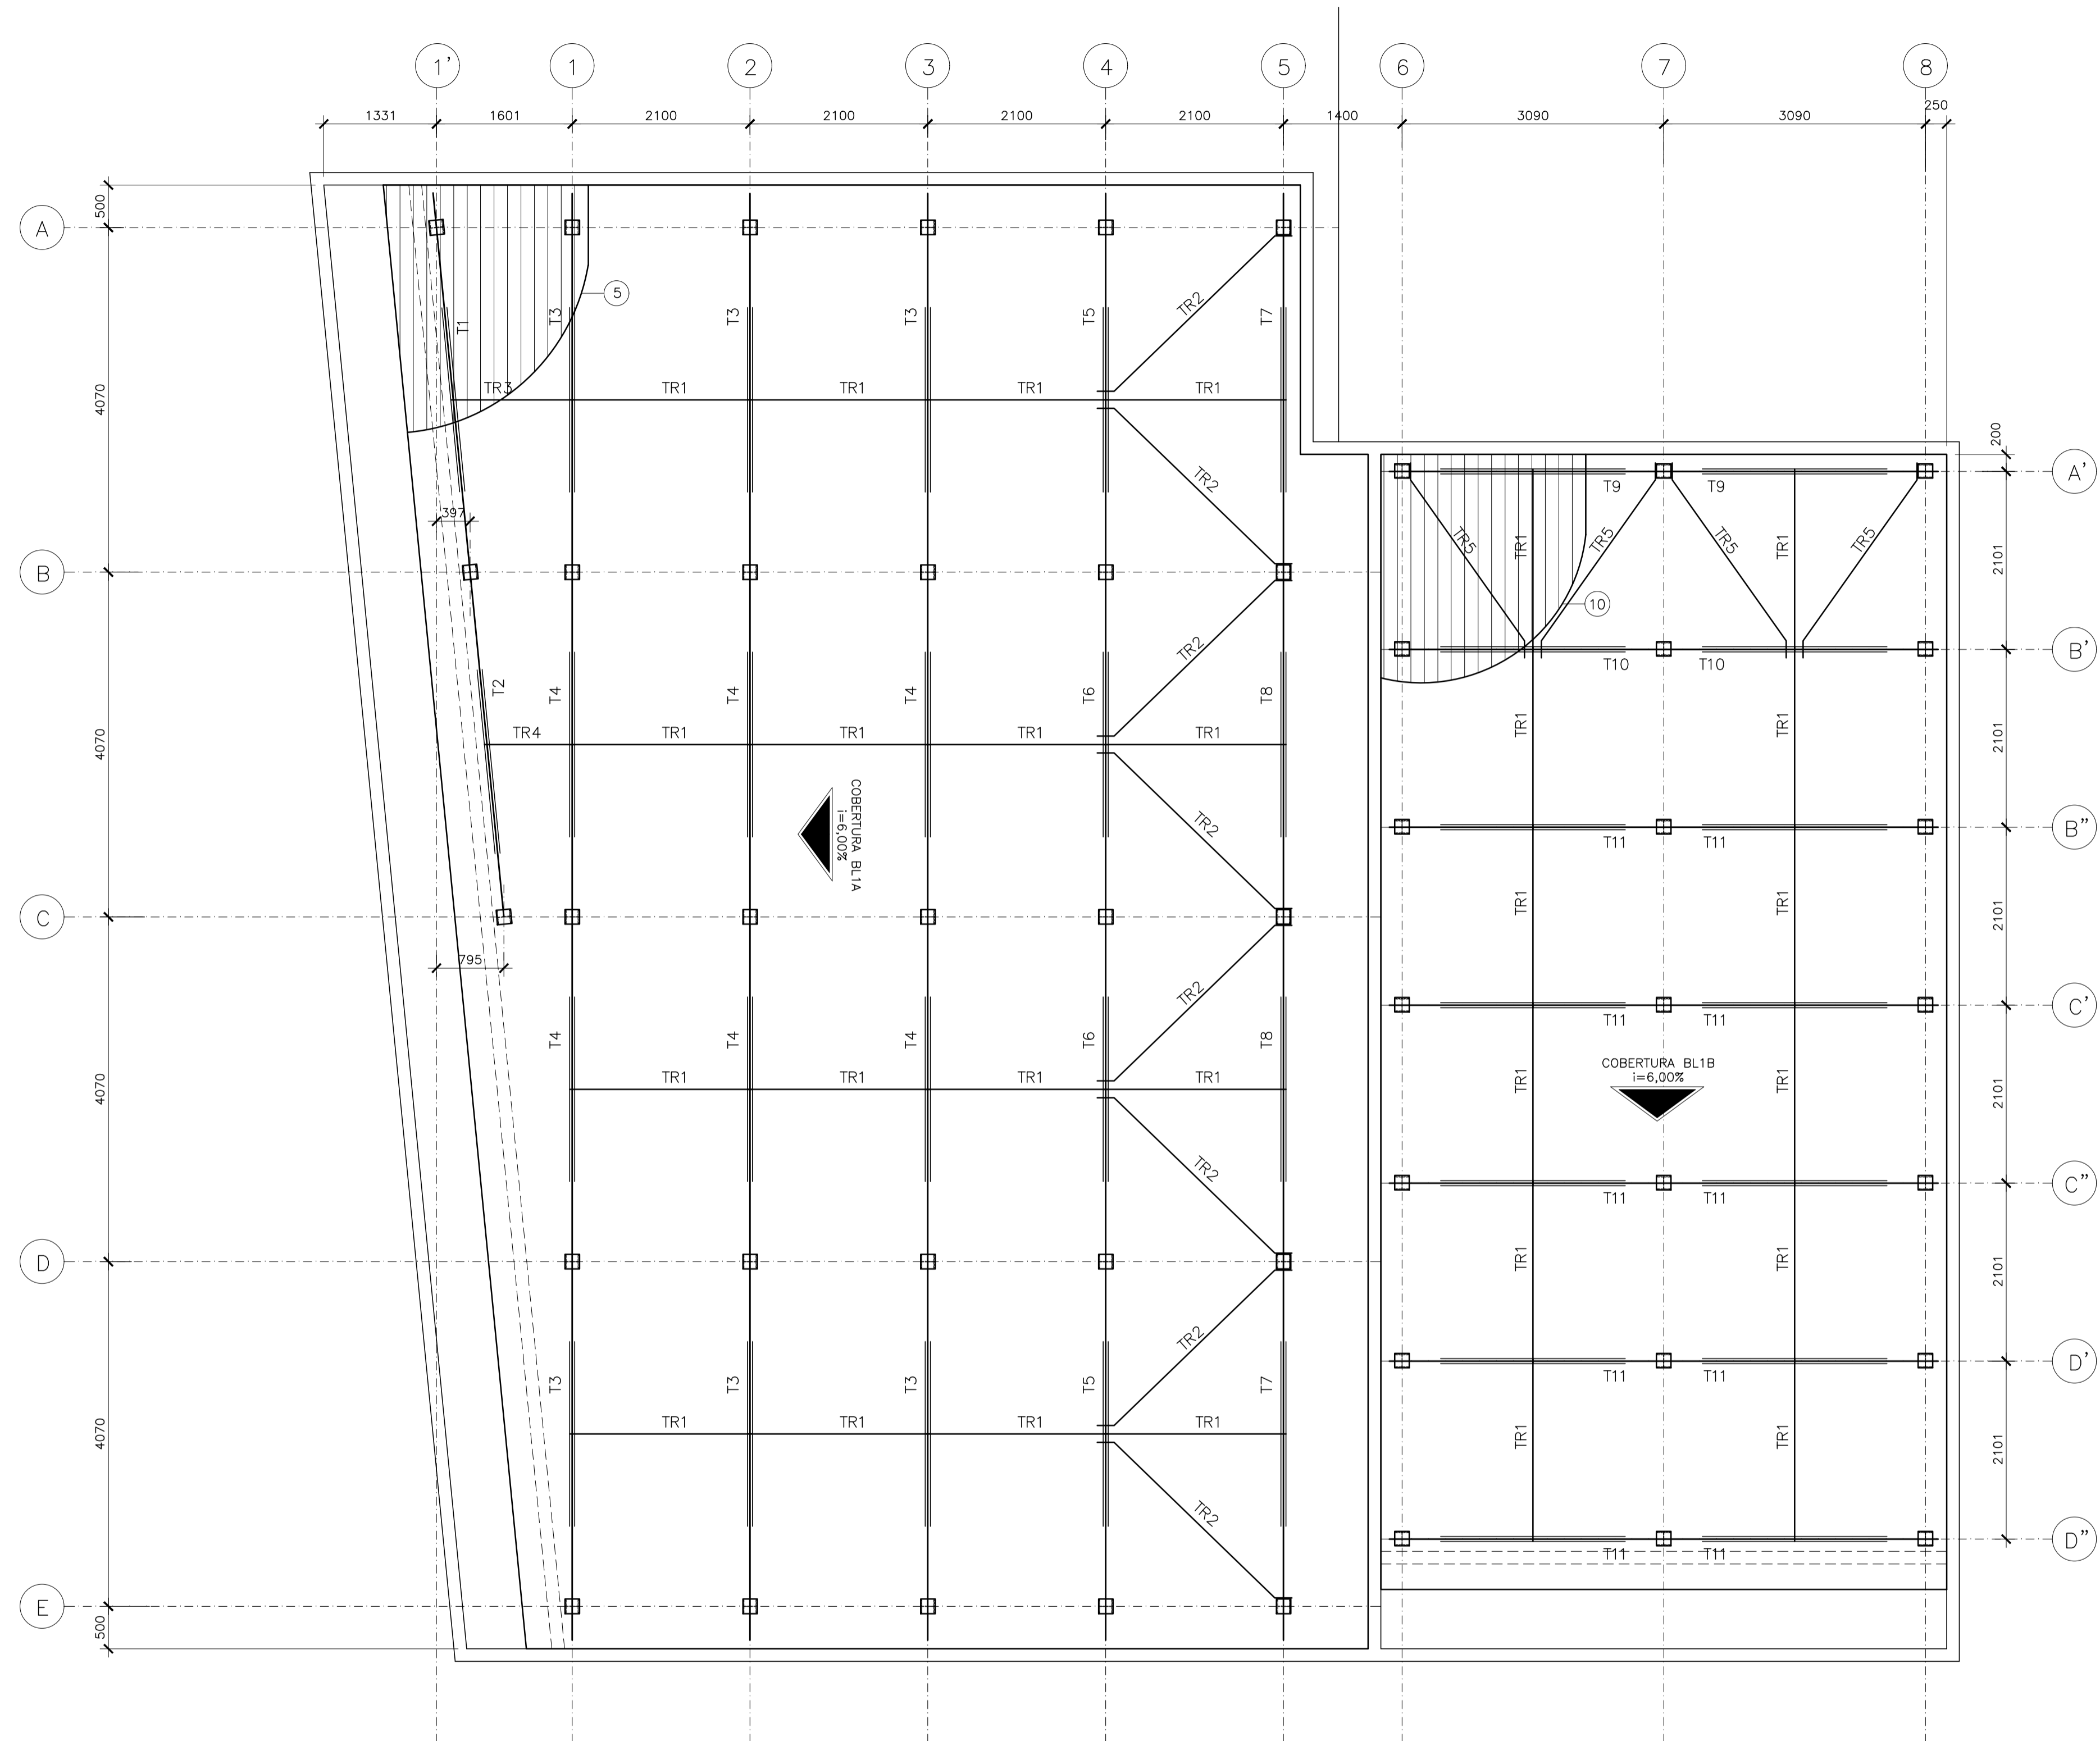 1' 1 2 3 4 5 6 7 8
250
1331 1601 2100 2100 2100 2100 1400 3090 3090
500
A
5
T1 T3 T3 T3 T5 TR2 T7
TR3 TR1 TR1 TR1 TR1
4070
200
A'
T9 T9
TR2
397
TR5 TR1 TR5 TR5 TR1 TR5
2101
B
10
B'
TR2
T10 T10
T2 T4 T4 T4 T6 T8
TR4 TR1 TR1 TR1 TR1
4070
TR1 TR1
2101
COBERTURA BL1A
i=6,00%
TR2
B"
T11 T11
C
TR1 TR1
2101
795
TR2
C'
T11 T11
T4 T4 T4 T6 T8
TR1 TR1 TR1 TR1
4070
COBERTURA BL1B
i=6,00%
TR1 TR1
2101
TR2
C"
T11 T11
D
TR1 TR1
2101
TR2
D'
T11 T11
T3 T3 T3 T5 T7
TR1 TR1 TR1 TR1
4070
TR1 TR1
2101
TR2
D"
T11 T11
E
500